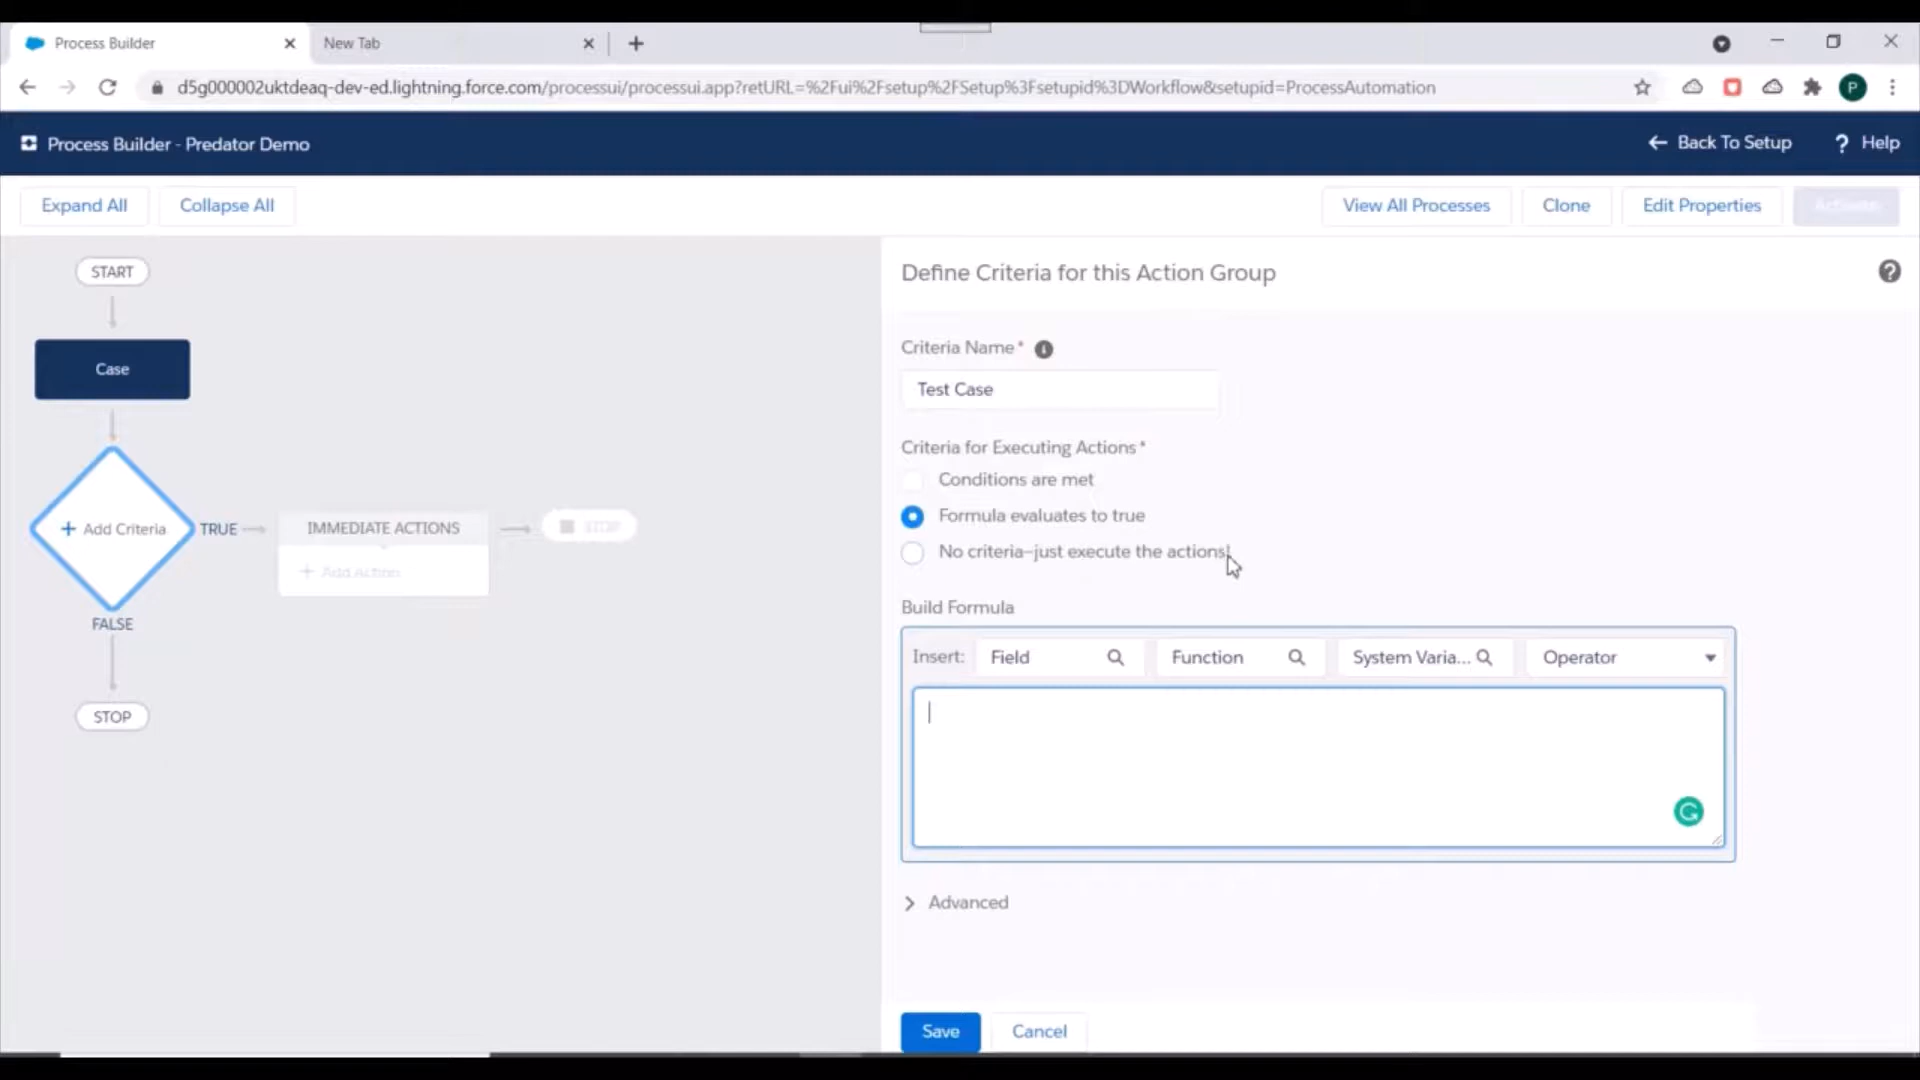 Process Builder
New Tab
d5g000002uktdeaq-dev-ed.lightning.force.com/processui/processui.app?retURL=%2Fui%2Fsetup%2FSetup%3Fsetupid%3DWorkflow&setupid=ProcessAutomation
P
Process Builder - Predator Demo
Back To Setup
? Help
Expand All
Collapse All
View All Processes
Clone
Edit Properties
Activate
START
Case
+ Add Criteria
TRUE
IMMEDIATE ACTIONS
+ Add Action
STOP
FALSE
STOP
Define Criteria for this Action Group
Criteria Name*
Test Case
Criteria for Executing Actions*
Conditions are met
Formula evaluates to true
No criteria—just execute the actions!
Build Formula
Insert:
Field
Function
System Varia...
Operator
Advanced
Save
Cancel